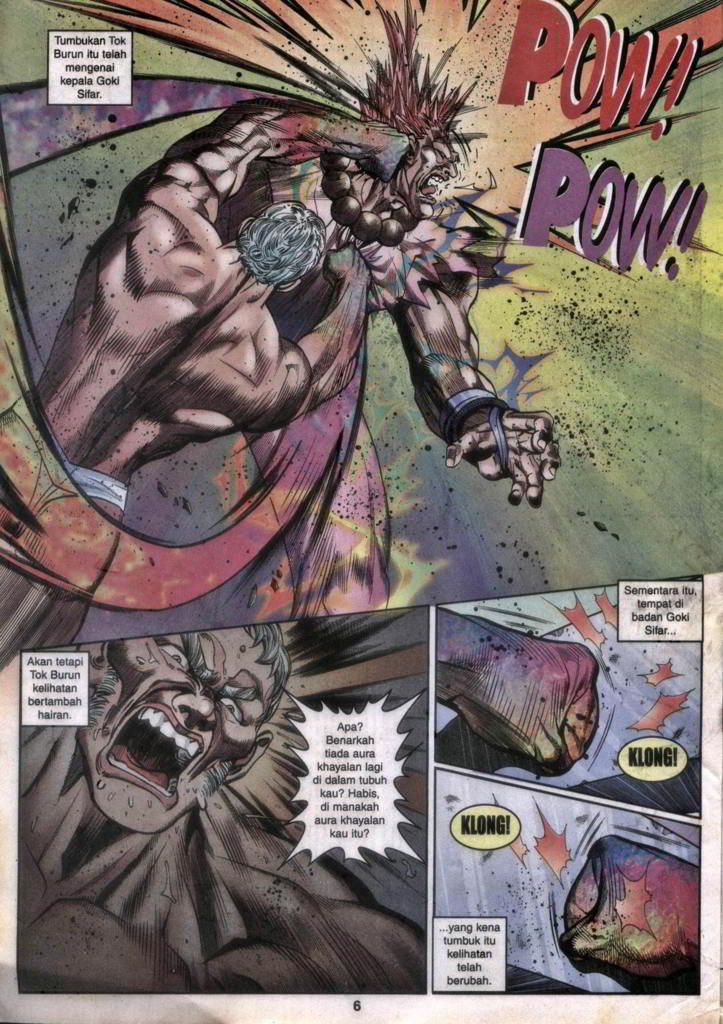 Tumbukan Tok
Burun itu telah
mengenai
kepala Goki
Sifar.
POW!
POW!
Akan tetapi
Tok Burun
kelihatan
bertambah
hairan.
Apa?
Benarkah
tiada aura
khayalan lagi
di dalam tubuh
kau? Habis,
di manakah
aura khayalan
kau itu?
Sementara itu,
tempat di
badan Goki
Sifar...
KLONG!
KLONG!
...yang kena
tumbuk itu
kelihatan
telah
berubah.
6